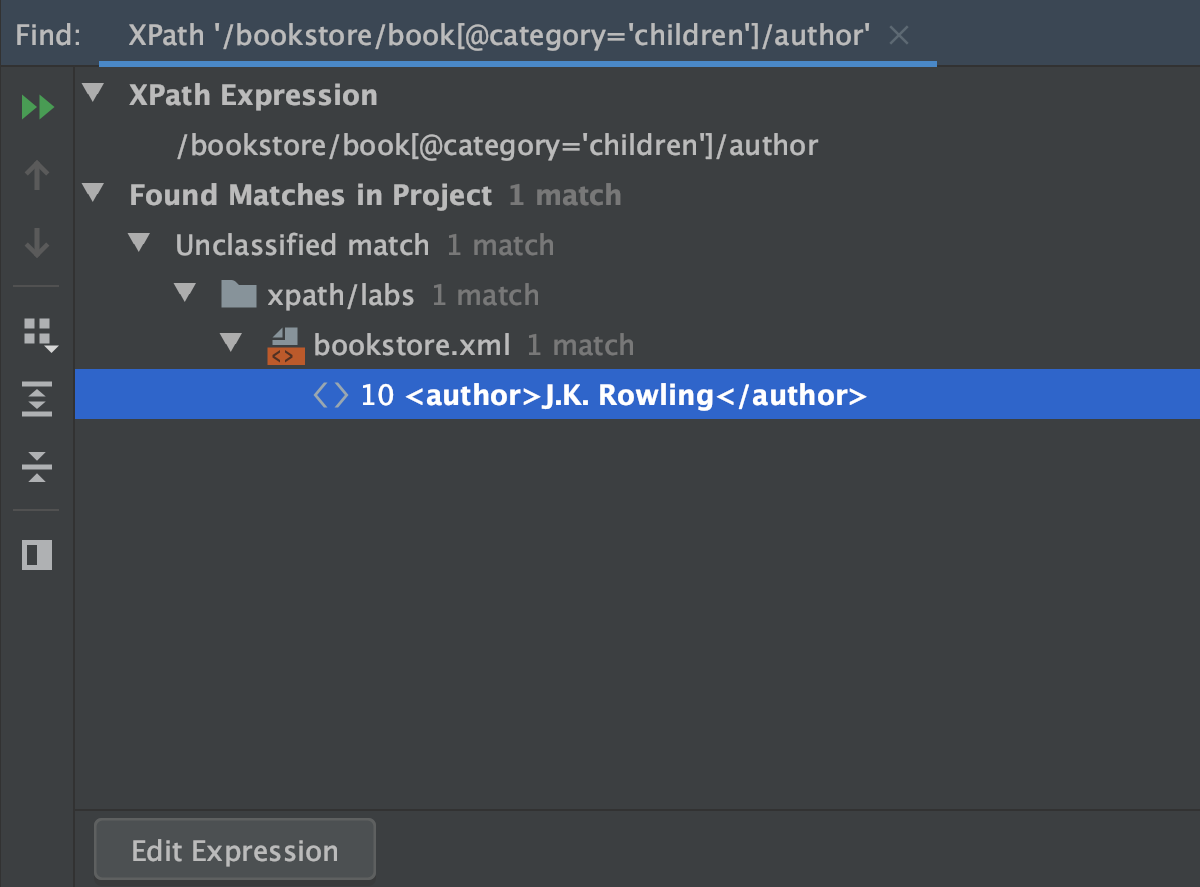 Find: XPath '/bookstore/book[@category='children']/author'
XPath Expression
/bookstore/book[@category='children']/author
Found Matches in Project 1 match
Unclassified match 1 match
xpath/labs 1 match
bookstore.xml 1 match
10 <author>J.K. Rowling</author>
Edit Expression